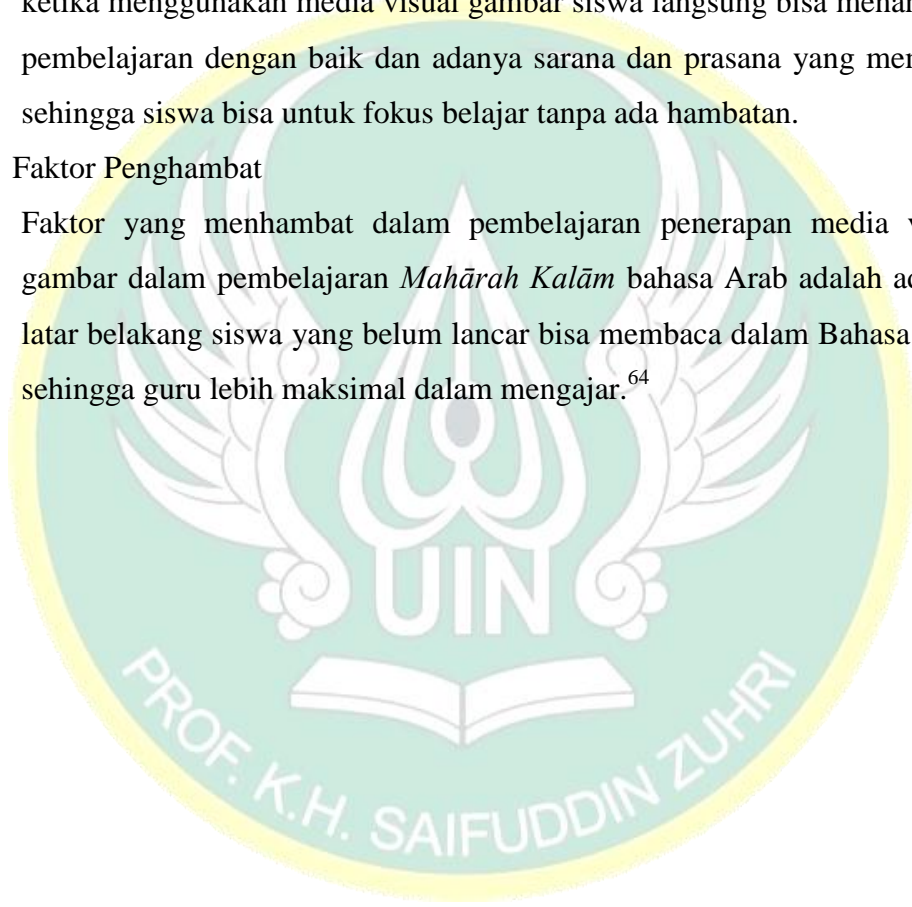 ketika menggunakan media visual gambar siswa langsung bisa
pembelajaran dengan baik dan adanya sarana dan prasana yang
sehingga siswa bisa untuk fokus belajar tanpa ada hambatan.
Faktor Penghambat
Faktor yang menhambat dalam pembelajaran penerapan media
gambar dalam pembelajaran Mahārah Kalām bahasa Arab adalah
latar belakang siswa yang belum lancar bisa membaca dalam Bahasa
sehingga guru lebih maksimal dalam mengajar.64
UIN
PROF. K.H. SAIFUDDIN ZUHRI